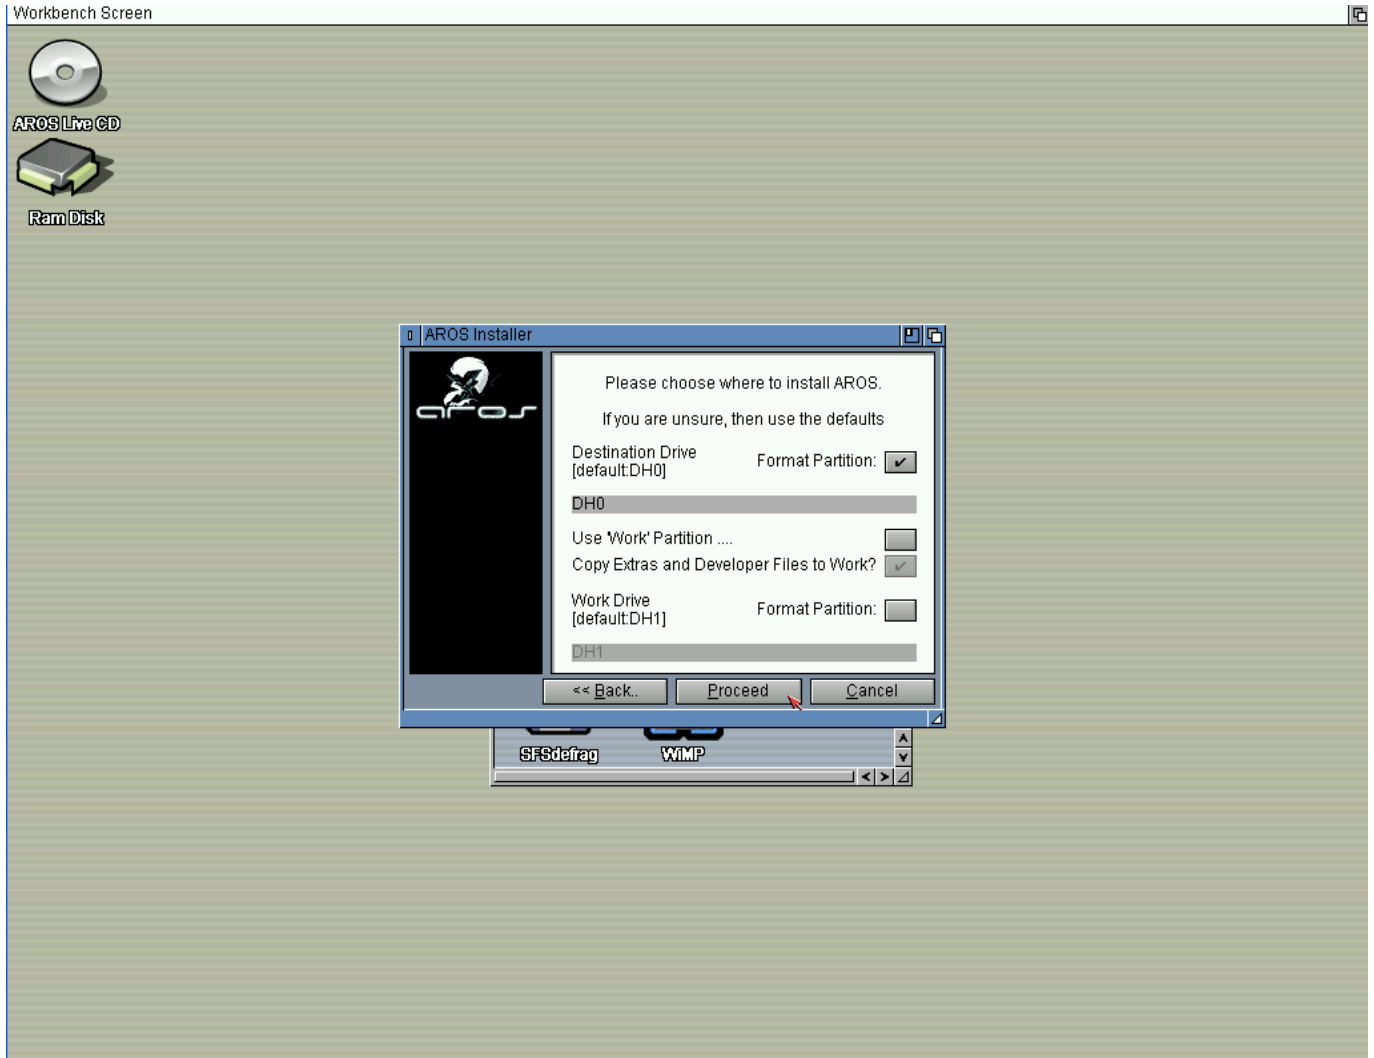 Workbench Screen
AROS Live CD
Ram Disk
AROS Installer
aros
Please choose where to install AROS.
If you are unsure, then use the defaults
Destination Drive
[default:DH0]
Format Partition:
DH0
Use 'Work' Partition ....
Copy Extras and Developer Files to Work?
Work Drive
[default:DH1]
Format Partition:
DH1
<< Back..
Proceed
Cancel
SFSdefrag
WiMP